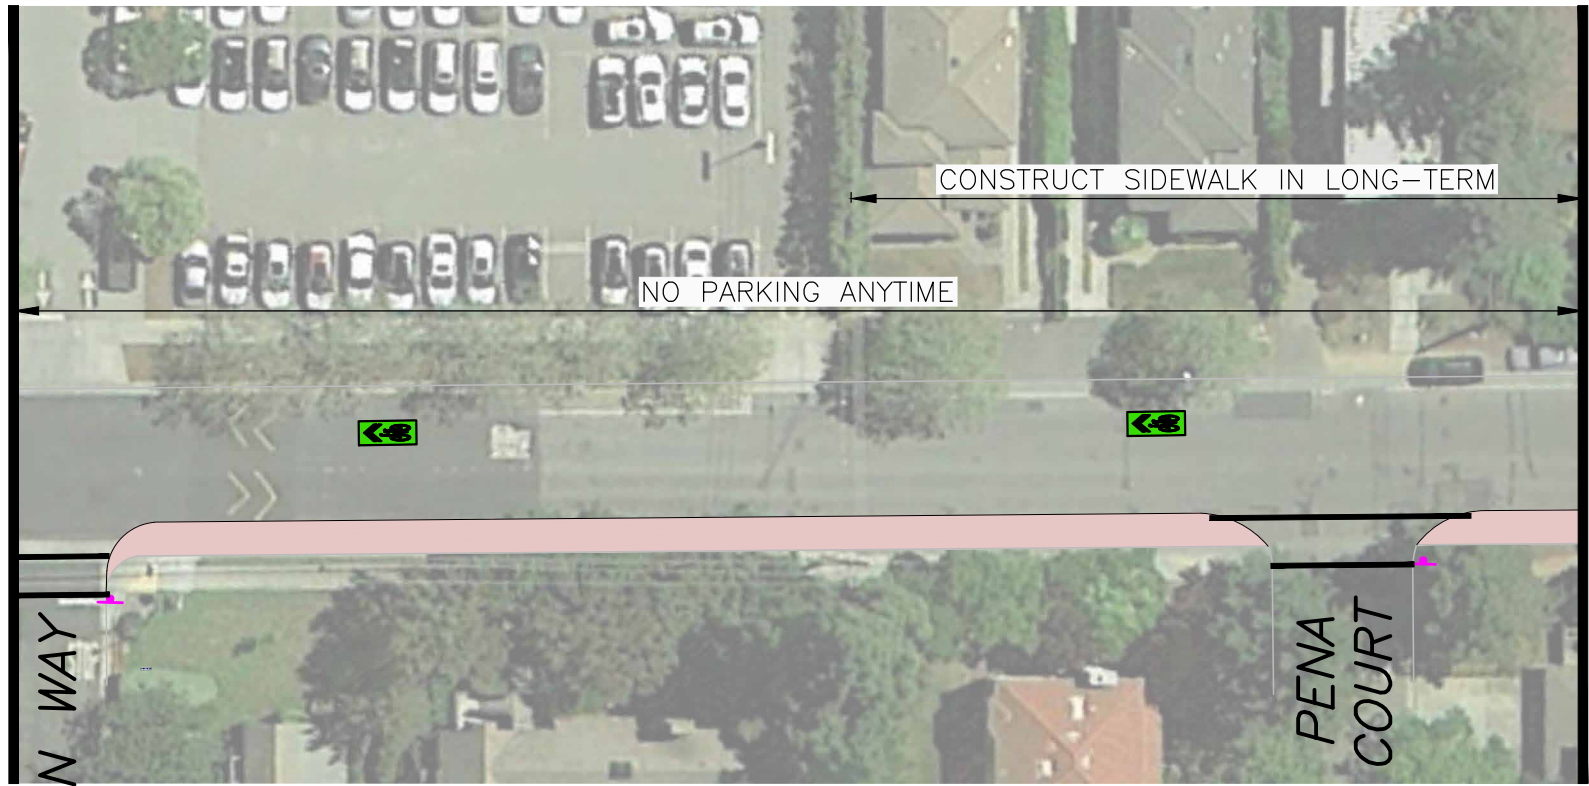 CONSTRUCT SIDEWALK IN LONG-TERM
NO PARKING ANYTIME
N WAY
PENA
COURT